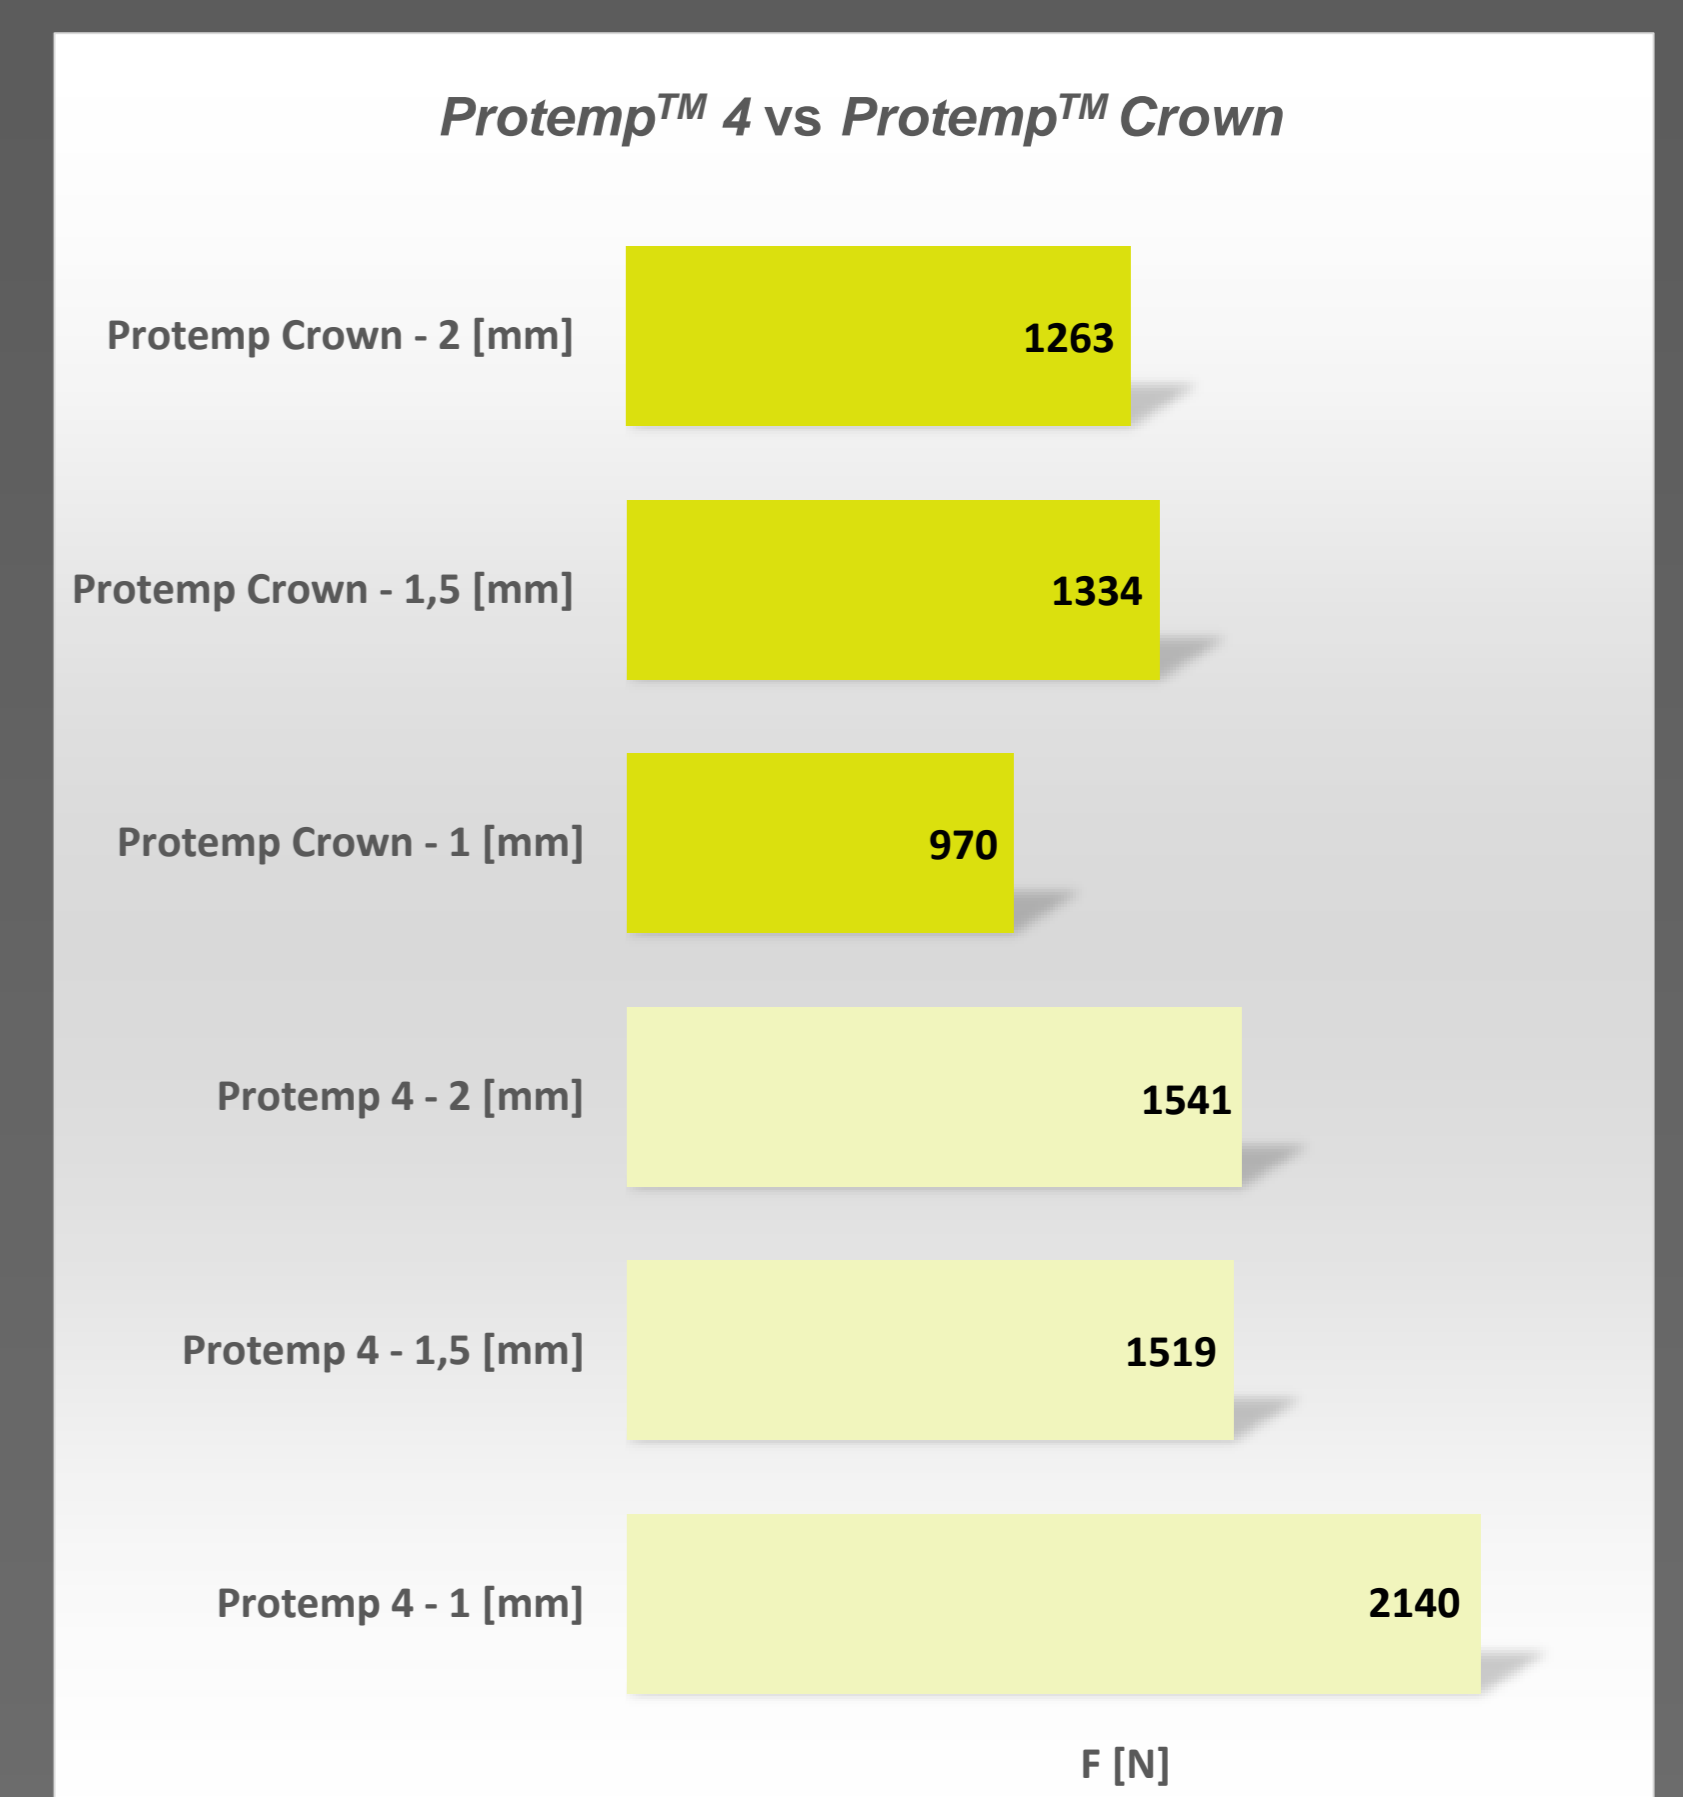 Protemp™ 4 vs Protemp™ Crown
Protemp Crown - 2 [mm] 1263
Protemp Crown - 1,5 [mm] 1334
Protemp Crown - 1 [mm] 970
Protemp 4 - 2 [mm] 1541
Protemp 4 - 1,5 [mm] 1519
Protemp 4 - 1 [mm] 2140
F [N]